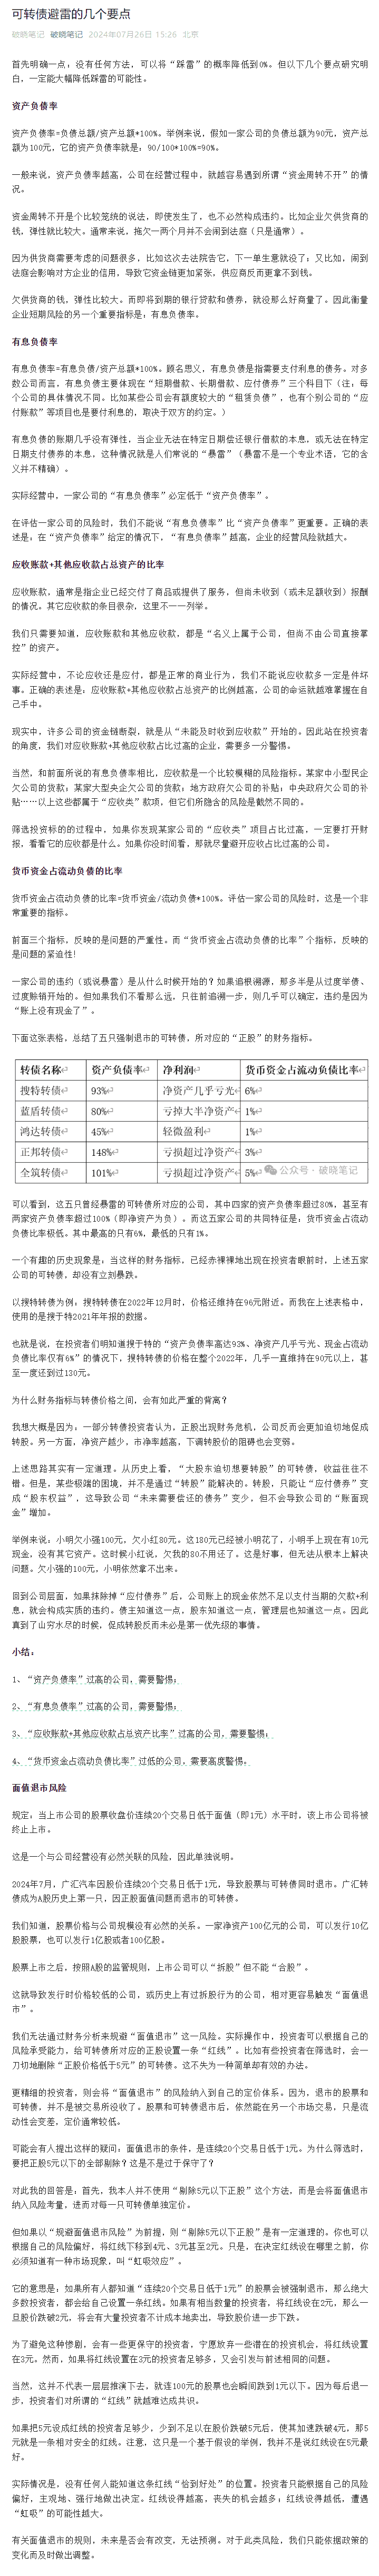 可转债避雷的几个要点
破晓笔记 破晓笔记 2024年07月26日 15:26 北京
首先明确一点：没有任何方法，可以将“踩雷”的概率降低到0%。但以下几个要点研究明
白，一定能大幅降低踩雷的可能性。
资产负债率
资产负债率=负债总额/资产总额*100%。举例来说，假如一家公司的负债总额为90元，资产总
额为100元，它的资产负债率就是：90/100*100%=90%。
一般来说，资产负债率越高，公司在经营过程中，就越容易遇到所谓“资金周转不开”的情
况。
资金周转不开是个比较笼统的说法，即使发生了，也不必然构成违约。比如企业欠供货商的
钱，弹性就比较大。通常来说，拖欠一两个月并不会闹到法庭（只是通常）。
因为供货商需要考虑的问题很多，比如这次去法院告它，下一单生意就没了；又比如，闹到
法庭会影响对方企业的信用，导致它资金链更加紧张，供应商反而更拿不到钱。
欠供货商的钱，弹性比较大。而即将到期的银行贷款和债券，就没那么好商量了。因此衡量
企业短期风险的另一个重要指标是：有息负债率。
有息负债率
有息负债率=有息负债/资产总额*100%。顾名思义，有息负债是指需要支付利息的债务。对多
数公司而言，有息负债主要体现在“短期借款、长期借款、应付债券”三个科目下（注：每
个公司的具体情况不同。比如某些公司会有额度较大的“租赁负债”，也有个别公司的“应
付账款”等项目也是要付利息的，取决于双方的约定。）
有息负债的账期几乎没有弹性，当企业无法在特定日期偿还银行借款的本息，或无法在特定
日期支付债券的本息，这种情况就是人们常说的“暴雷”（暴雷不是一个专业术语，它的含
义并不精确）。
实际经营中，一家公司的“有息负债率”必定低于“资产负债率”。
在评估一家公司的风险时，我们不能说“有息负债率”比“资产负债率”更重要。正确的表
述是：在“资产负债率”给定的情况下，“有息负债率”越高，企业的经营风险就越大。
应收账款+其他应收款占总资产的比率
应收账款，通常是指企业已经交付了商品或提供了服务，但尚未收到（或未足额收到）报酬
的情况。其它应收款的条目很杂，这里不一一列举。
我们只需要知道，应收账款和其他应收款，都是“名义上属于公司，但尚不由公司直接掌
控”的资产。
实际经营中，不论应收还是应付，都是正常的商业行为，我们不能说应收款多一定是件坏
事。正确的表述是：应收账款+其他应收款占总资产的比例越高，公司的命运就越难掌握在自
己手中。
现实中，许多公司的资金链断裂，就是从“未能及时收到应收款”开始的。因此站在投资者
的角度，我们对应收账款+其他应收款占比过高的企业，需要多一分警惕。
当然，和前面所说的有息负债率相比，应收款是一个比较模糊的风险指标。某家中小型民企
欠公司的货款；某家大型央企欠公司的货款；地方政府欠公司的补贴；中央政府欠公司的补
贴……以上这些都属于“应收类”款项，但它们所隐含的风险是截然不同的。
筛选投资标的的过程中，如果你发现某家公司的“应收类”项目占比过高，一定要打开财
报，看看它的应收都是什么。如果你没时间看，那就尽量避开应收占比过高的公司。
货币资金占流动负债的比率
货币资金占流动负债的比率=货币资金/流动负债*100%。评估一家公司的风险时，这是一个非
常重要的指标。
前面三个指标，反映的是问题的严重性。而“货币资金占流动负债的比率”个指标，反映的
是问题的紧迫性！
一家公司的违约（或说暴雷）是从什么时候开始的？如果追根溯源，那多半是从过度举债、
过度赊销开始的。但如果我们不看那么远，只往前追溯一步，则几乎可以确定，违约是因为
“账上没有现金了”。
下面这张表格，总结了五只强制退市的可转债，所对应的“正股”的财务指标。
转债名称 资产负债率 净利润 货币资金占流动负债比率
搜特转债 93% 净资产几乎亏光 6%
蓝盾转债 80% 亏掉大半净资产 1%
鸿达转债 45% 轻微盈利 1%
正邦转债 148% 亏损超过净资产 3%
全筑转债 101% 亏损超过净资产 5%
公众号 · 破晓笔记
可以看到，这五只曾经暴雷的可转债所对应的公司，其中四家的资产负债率超过80%，甚至有
两家资产负债率超过100%（即净资产为负）。而这五家公司的共同特征是：货币资金占流动
负债比率极低。其中最高的只有6%，最低的只有1%。
一个有趣的历史现象是：当这样的财务指标，已经赤裸裸地出现在投资者眼前时，上述五家
公司的可转债，却没有立刻暴跌。
以搜特转债为例：搜特转债在2022年12月时，价格还维持在96元附近。而我在上述表格中，
使用的是搜于特2021年年报的数据。
也就是说，在投资者们明知道搜于特的“资产负债率高达93%、净资产几乎亏光、现金占流动
负债比率仅有6%”的情况下，搜特转债的价格在整个2022年，几乎一直维持在90元以上，甚
至一度还到过130元。
为什么财务指标与转债价格之间，会有如此严重的背离？
我想大概是因为：一部分转债投资者认为，正股出现财务危机，公司反而会更加迫切地促成
转股。另一方面，净资产越少，市净率越高，下调转股价的阻碍也会变弱。
上述思路其实有一定道理。从历史上看，“大股东迫切想要转股”的可转债，收益往往不
错。但是，某些极端的困境，并不是通过“转股”能解决的。转股，只能让“应付债券”变
成“股东权益”，这导致公司“未来需要偿还的债务”变少，但不会导致公司的“账面现
金”增加。
举例来说：小明欠小强100元，欠小红80元。这180元已经被小明花了，小明手上现在有10元
现金，没有其它资产。这时候小红说，欠我的80不用还了。这是好事，但无法从根本上解决
问题。欠小强的100元，小明依然拿不出来。
回到公司层面，如果抹除掉“应付债券”后，公司账上的现金依然不足以支付当期的欠款+利
息，就会构成实质的违约。债主知道这一点，股东知道这一点，管理层也知道这一点。因此
真到了山穷水尽的时候，促成转股反而未必是第一优先级的事情。
小结：
1、“资产负债率”过高的公司，需要警惕；
2、“有息负债率”过高的公司，需要警惕；
3、“应收账款+其他应收款占总资产比率”过高的公司，需要警惕；
4、“货币资金占流动负债比率”过低的公司，需要高度警惕。
面值退市风险
规定：当上市公司的股票收盘价连续20个交易日低于面值（即1元）水平时，该上市公司将被
终止上市。
这是一个与公司经营没有必然关联的风险，因此单独说明。
2024年7月，广汇汽车因股价连续20个交易日低于1元，导致股票与可转债同时退市。广汇转
债成为A股历史上第一只，因正股面值问题而退市的可转债。
我们知道，股票价格与公司规模没有必然的关系。一家净资产100亿元的公司，可以发行10亿
股股票，也可以发行1亿股或者100亿股。
股票上市之后，按照A股的监管规则，上市公司可以“拆股”但不能“合股”。
这就导致发行时价格较低的公司，或历史上有过拆股行为的公司，相对更容易触发“面值退
市”。
我们无法通过财务分析来规避“面值退市”这一风险。实际操作中，投资者可以根据自己的
风险承受能力，给可转债所对应的正股设置一条“红线”。比如有些投资者在筛选时，会一
刀切地删除“正股价格低于5元”的可转债。这不失为一种简单却有效的办法。
更精细的投资者，则会将“面值退市”的风险纳入到自己的定价体系。因为，退市的股票和
可转债，并不是被交易所没收了。股票和可转债退市后，依然能在另一个市场交易，只是流
动性会变差，定价通常较低。
可能会有人提出这样的疑问：面值退市的条件，是连续20个交易日低于1元。为什么筛选时，
要把正股5元以下的全部剔除？这是不是过于保守了？
对此我的回答是：首先，我本人并不使用“剔除5元以下正股”这个方法，而是会将面值退市
纳入风险考量，进而对每一只可转债单独定价。
但如果以“规避面值退市风险”为前提，则“剔除5元以下正股”是有一定道理的。你也可以
根据自己的风险偏好，将红线下移到4元、3元甚至2元。只是，在决定红线设在哪里之前，你
必须知道有一种市场现象，叫“虹吸效应”。
它的意思是：如果所有人都知道“连续20个交易日低于1元”的股票会被强制退市，那么绝大
多数投资者，都会给自己设置一条红线。如果有相当数量的投资者，将红线设在2元，那么一
旦股价跌破2元，将会有大量投资者不计成本地卖出，导致股价进一步下跌。
为了避免这种惨剧，会有一些更保守的投资者，宁愿放弃一些潜在的投资机会，将红线设置
在3元。然而，如果将红线设置在3元的投资者足够多，又会引发与前述相同的问题。
当然，这并不代表一层层推演下去，就连100元的股票也会瞬间跌到1元以下。因为每后退一
步，投资者们对所谓的“红线”就越难达成共识。
如果把5元设成红线的投资者足够少，少到不足以在股价跌破5元后，使其加速跌破4元，那5
元就是一条相对安全的红线。注意，这只是一个基于假设的举例，我并不是说红线设在5元最
好。
实际情况是，没有任何人能知道这条红线“恰到好处”的位置。投资者只能根据自己的风险
偏好，主观地、强行地做出决定。红线设得越高，丧失的机会越多；红线设得越低，遭遇
“虹吸”的可能性越大。
有关面值退市的规则，未来是否会有改变，无法预测。对于此类风险，我们只能依据政策的
变化而及时做出调整。